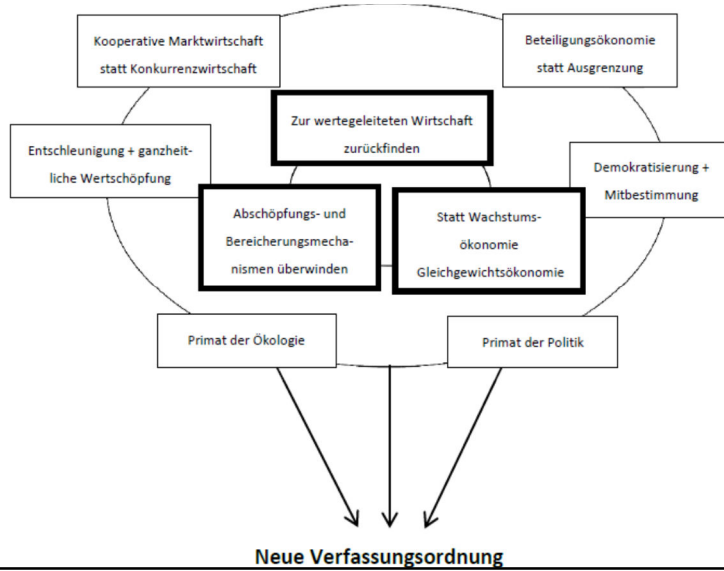 Kooperative Marktwirtschaft
statt Konkurrenzwirtschaft
Beteiligungsökonomie
statt Ausgrenzung
Zur wertegeleiteten Wirtschaft
zurückfinden
Entschleunigung + ganzheit-
liche Wertschöpfung
Demokratisierung +
Mitbestimmung
Abschöpfungs- und
Bereicherungsmecha-
nismen überwinden
Statt Wachstums-
ökonomie
Gleichgewichtsökonomie
Primat der Ökologie
Primat der Politik
Neue Verfassungsordnung